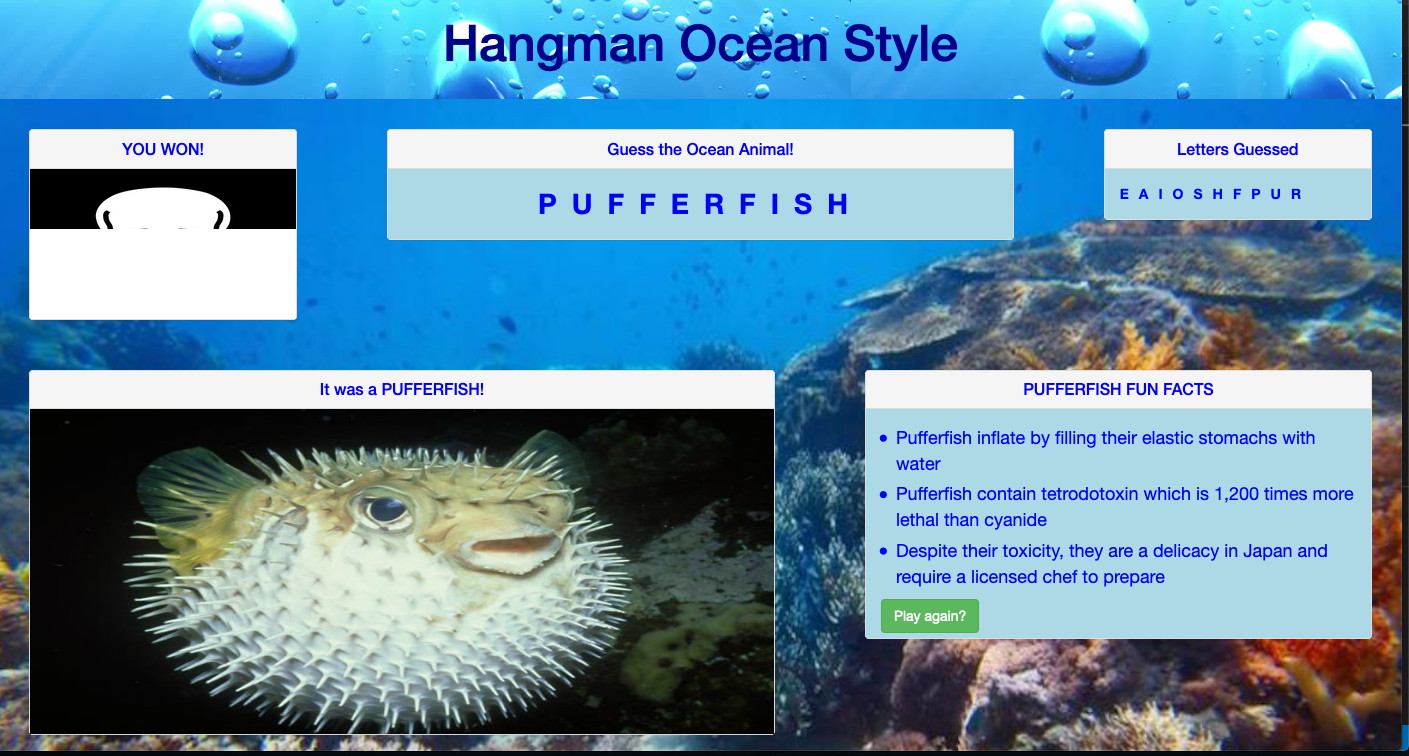 Hangman Ocean Style
YOU WON!
Guess the Ocean Animal!
P U F F E R F I S H
Letters Guessed
E A I O S H F P U R
It was a PUFFERFISH!
PUFFERFISH FUN FACTS
Pufferfish inflate by filling their elastic stomachs with
water
Pufferfish contain tetrodotoxin which is 1,200 times more
lethal than cyanide
Despite their toxicity, they are a delicacy in Japan and
require a licensed chef to prepare
Play again?